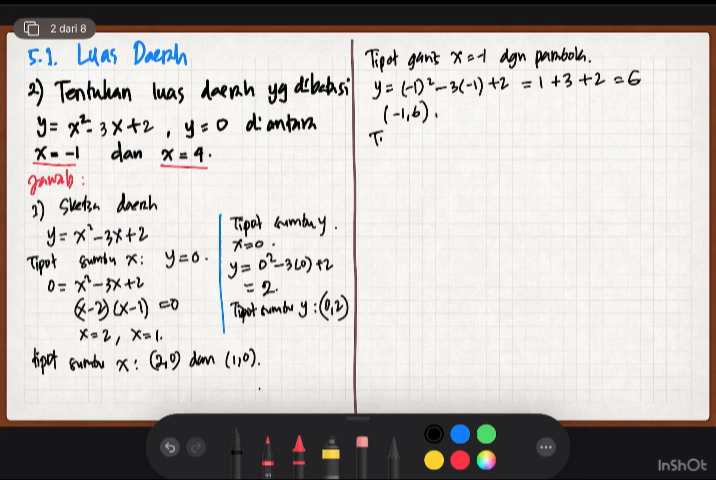 2 dari 8
5.1. Luas Daerah
2) Tentukan luas daerah yg dibatasi
y = x² - 3x + 2 , y = 0 di antara
x = -1 dan x = 4.
Jawab :
1) Sketsa daerah
y = x² - 3x + 2
Tipot sumbu x : y = 0.
0 = x² - 3x + 2
(x-2)(x-1) = 0
x = 2, x = 1.
tipot sumbu x : (2,0) dan (1,0).
Tipot sumbu y.
x = 0.
y = 0² - 3(0) + 2
= 2.
Tipot sumbu y : (0,2)
Tipot garis x = -1 dgn parabola.
y = (-1)² - 3(-1) + 2 = 1 + 3 + 2 = 6
(-1,6).
T
InShOt